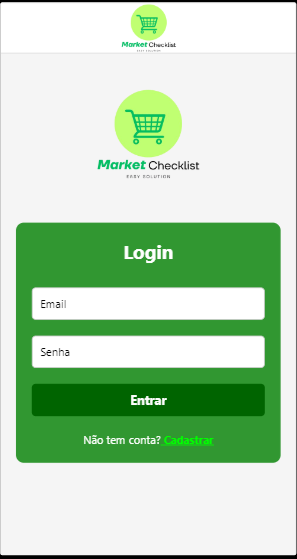 Market Checklist
EASY SOLUTION
Market Checklist
EASY SOLUTION
Login
Email
Senha
Entrar
Não tem conta? Cadastrar